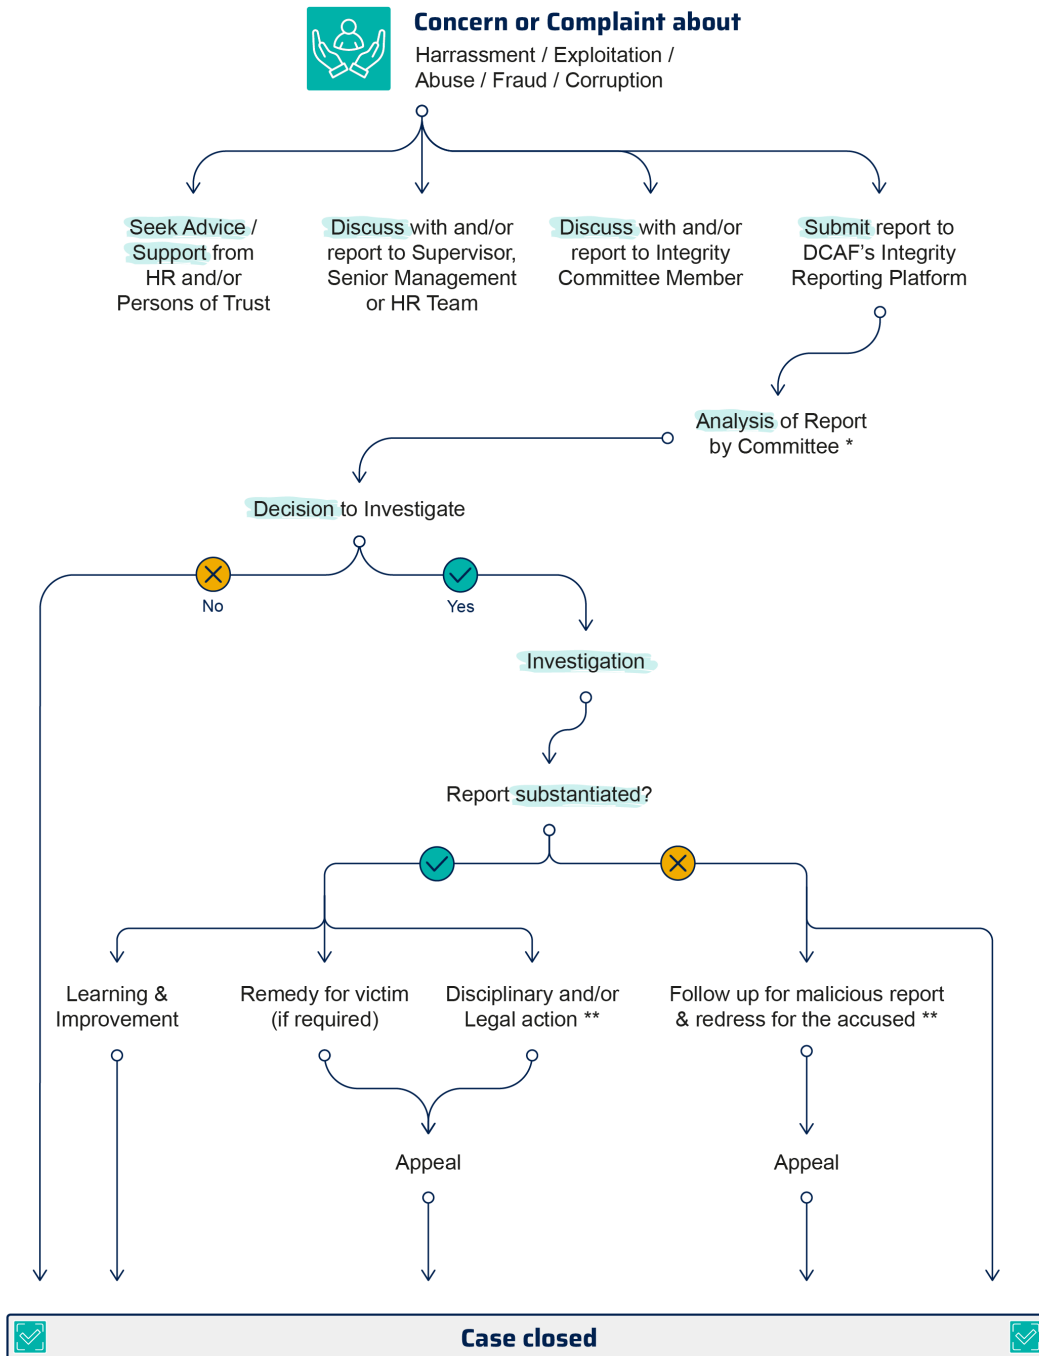 Concern or Complaint about
Harrassment / Exploitation /
Abuse / Fraud / Corruption
Seek Advice /
Support from
HR and/or
Persons of Trust
Discuss with and/or
report to Supervisor,
Senior Management
or HR Team
Discuss with and/or
report to Integrity
Committee Member
Submit report to
DCAF's Integrity
Reporting Platform
Analysis of Report
by Committee *
Decision to Investigate
No
Yes
Investigation
Report substantiated?
Learning &
Improvement
Remedy for victim
(if required)
Disciplinary and/or
Legal action **
Follow up for malicious report
& redress for the accused **
Appeal
Appeal
Case closed